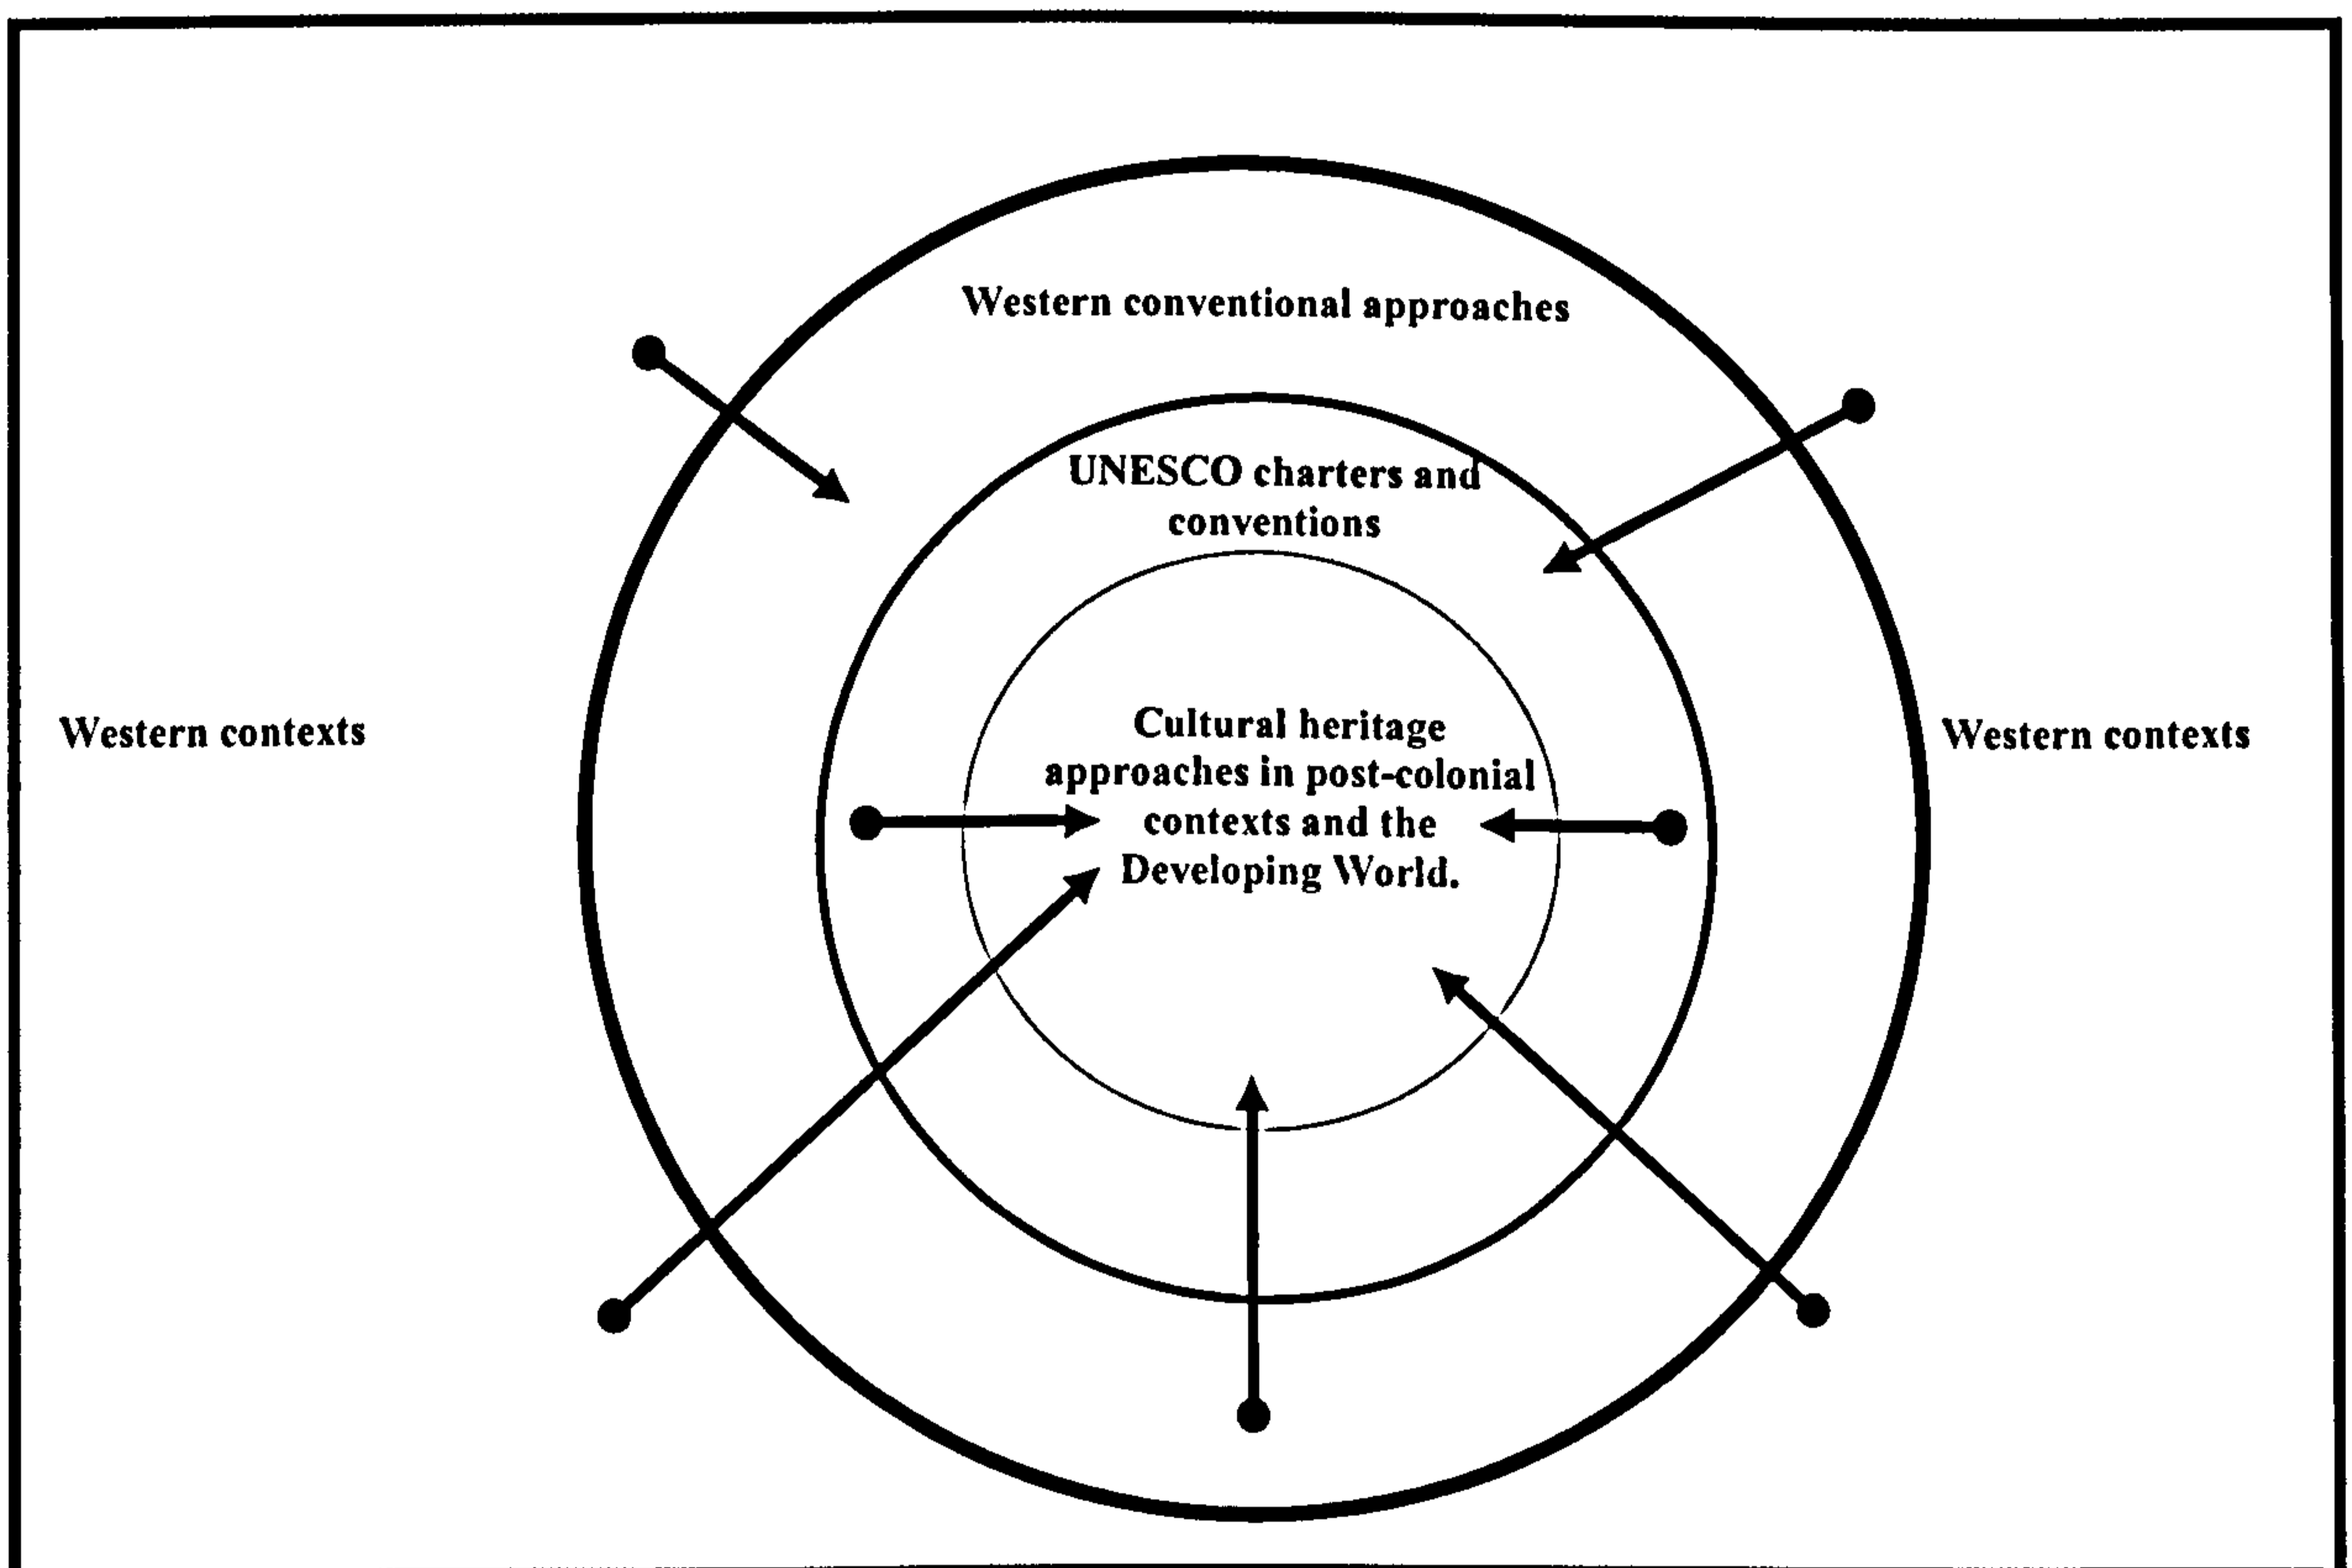 Western conventional approaches
UNESCO charters and
conventions
Western contexts
Western contexts
Cultural heritage
approaches in post-colonial
contexts and the
Developing World.